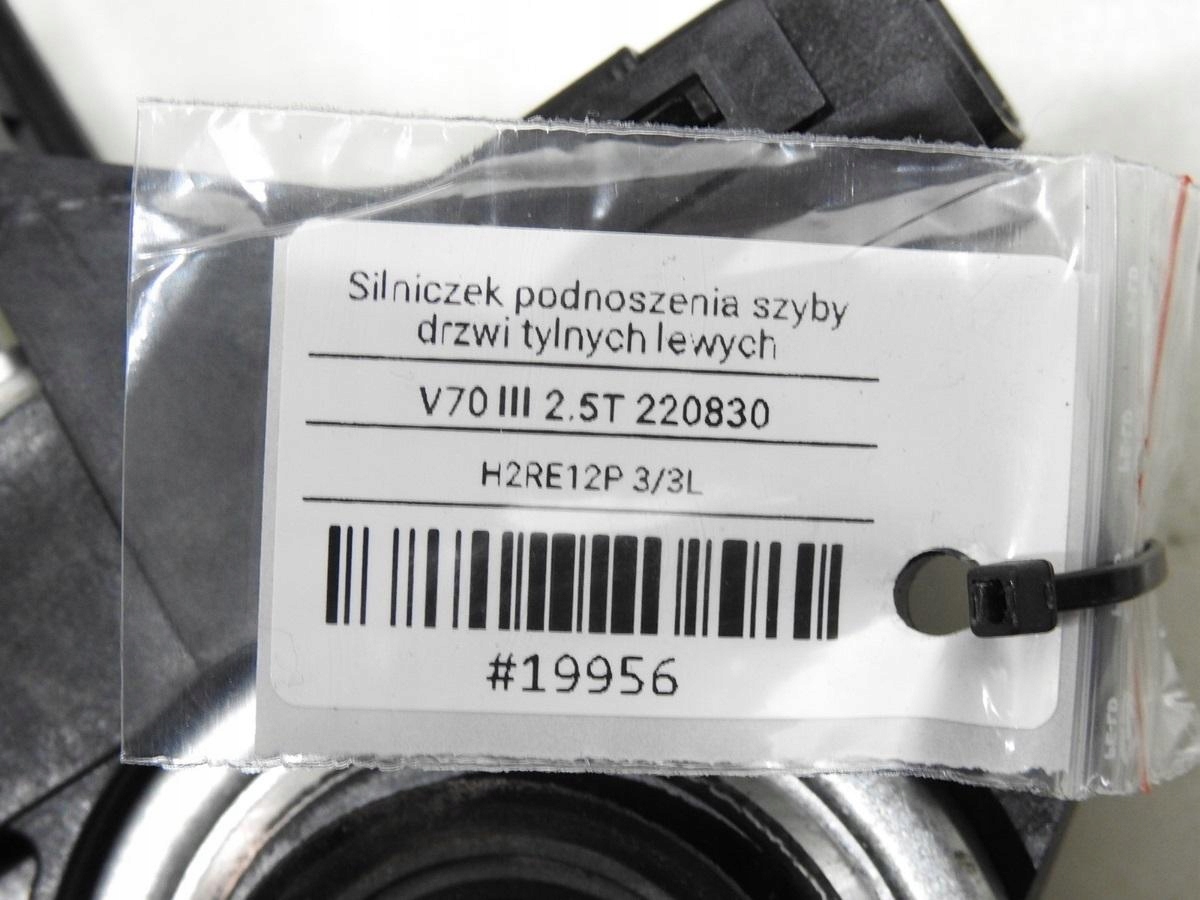 Silniczek podnoszenia szyby
drzwi tylnych lewych
V70 III 2.5T 220830
H2RE12P 3/3L
#19956